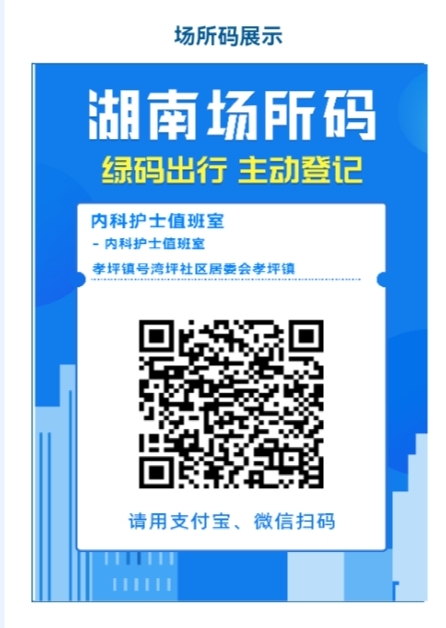 场所码展示
湖南场所码
绿码出行 主动登记
内科护士值班室
- 内科护士值班室
孝坪镇号湾坪社区居委会孝坪镇
请用支付宝、微信扫码